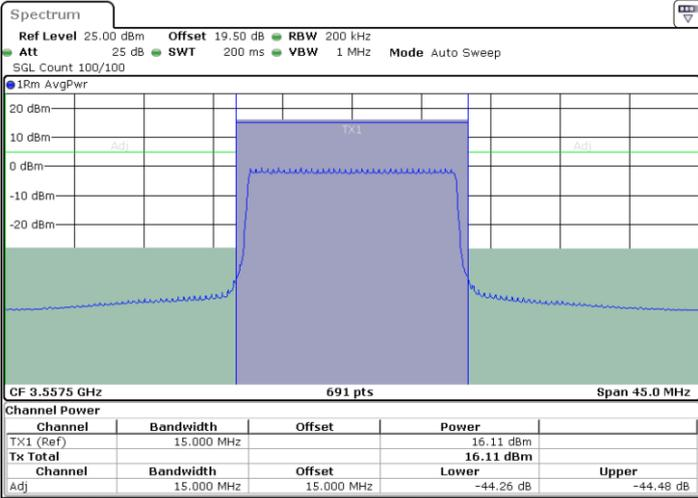 Spectrum
Ref Level 25.00 dBm Offset 19.50 dB RBW 200 kHz
Att 25 dB SWT 200 ms VBW 1 MHz Mode Auto Sweep
SGL Count 100/100
1Rm AvgPwr
20 dBm
TX1
10 dBm
Adj Adj
0 dBm
-10 dBm
-20 dBm
CF 3.5575 GHz 691 pts Span 45.0 MHz
Channel Power
Channel Bandwidth Offset Power
TX1 (Ref) 15.000 MHz 16.11 dBm
Tx Total 16.11 dBm
Channel Bandwidth Offset Lower Upper
Adj 15.000 MHz 15.000 MHz -44.26 dB -44.48 dB